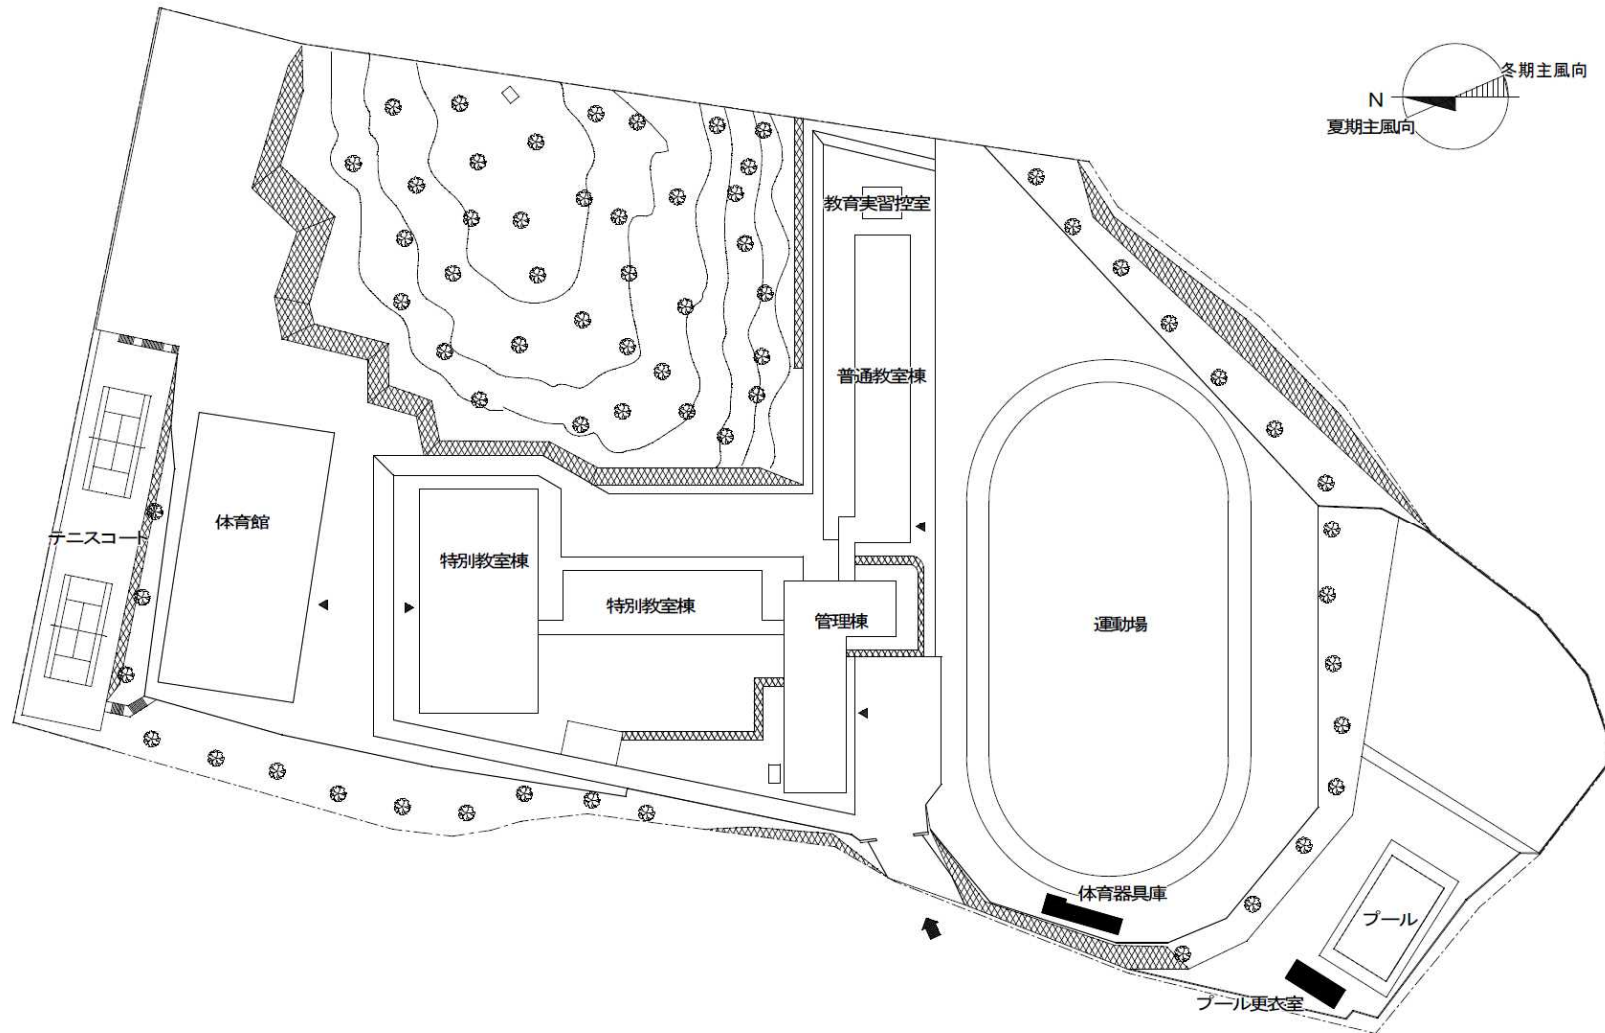 冬期主風向
N
夏期主風向
教育実習控室
普通教室棟
体育館
テニスコート
特別教室棟
特別教室棟
管理棟
運動場
体育器具庫
プール
プール更衣室